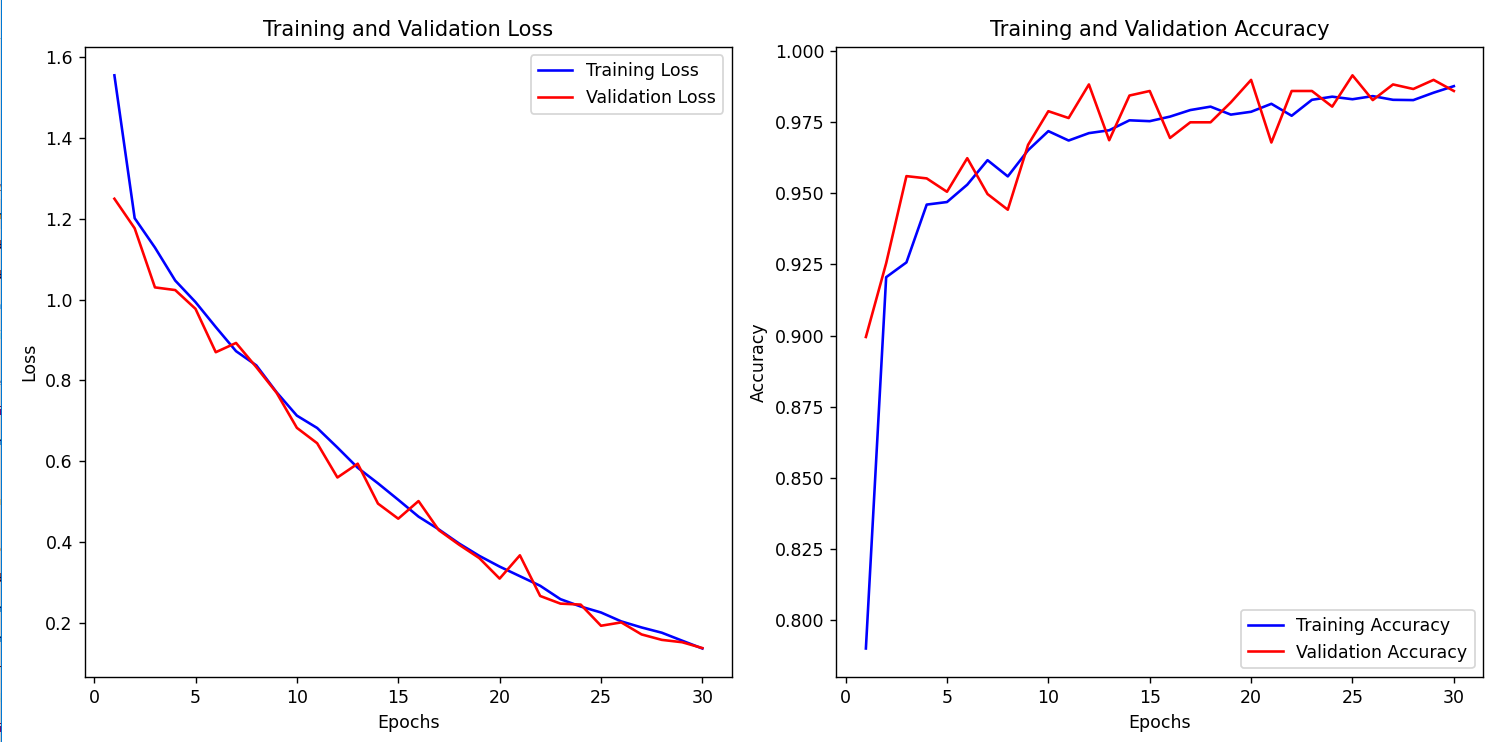 Training and Validation Loss
1.6
1.4
1.2
1.0
0.8
0.6
0.4
0.2
Loss
0 5 10 15 20 25 30
Epochs
Training Loss
Validation Loss
Training and Validation Accuracy
1.000
0.975
0.950
0.925
0.900
0.875
0.850
0.825
0.800
Accuracy
0 5 10 15 20 25 30
Epochs
Training Accuracy
Validation Accuracy